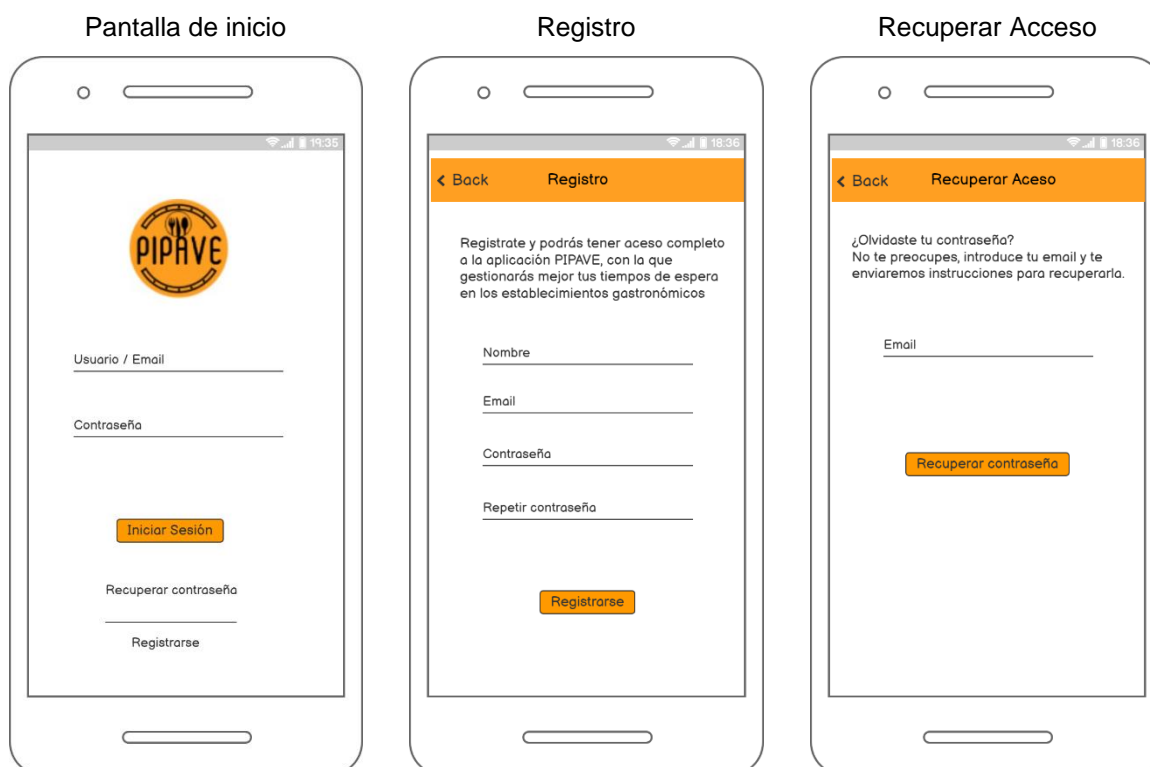 Pantalla de inicio
19:35
PIPAVE
Usuario / Email
Contraseña
Iniciar Sesión
Recuperar contraseña
Registrarse
Registro
18:36
Back
Registro
Registrate y podrás tener aceso completo
a la aplicación PIPAVE, con la que
gestionarás mejor tus tiempos de espera
en los establecimientos gastronómicos
Nombre
Email
Contraseña
Repetir contraseña
Registrarse
Recuperar Acceso
18:36
Back
Recuperar Aceso
¿Olvidaste tu contraseña?
No te preocupes, introduce tu email y te
enviaremos instrucciones para recuperarla.
Email
Recuperar contraseña